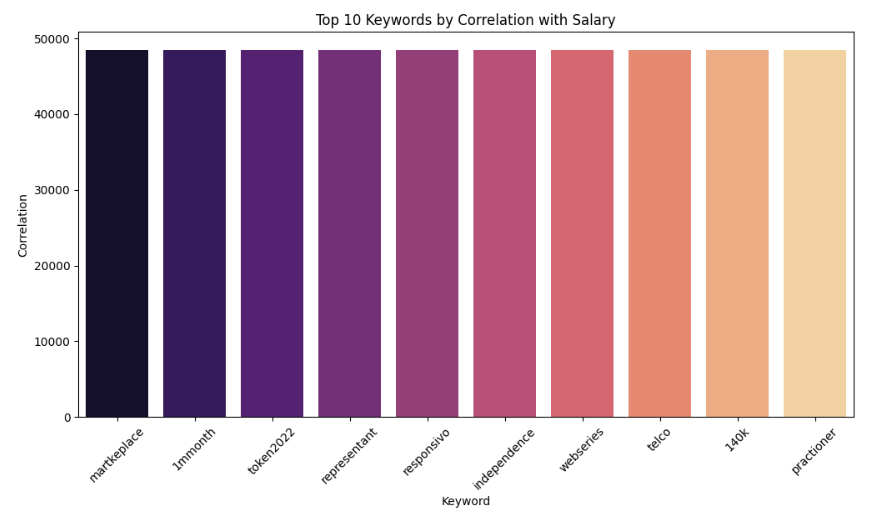 Top 10 Keywords by Correlation with Salary
50000
40000
30000
20000
10000
0
Correlation
martkeplace
1mmonth
token2022
representant
responsivo
independence
webseries
telco
140k
practioner
Keyword